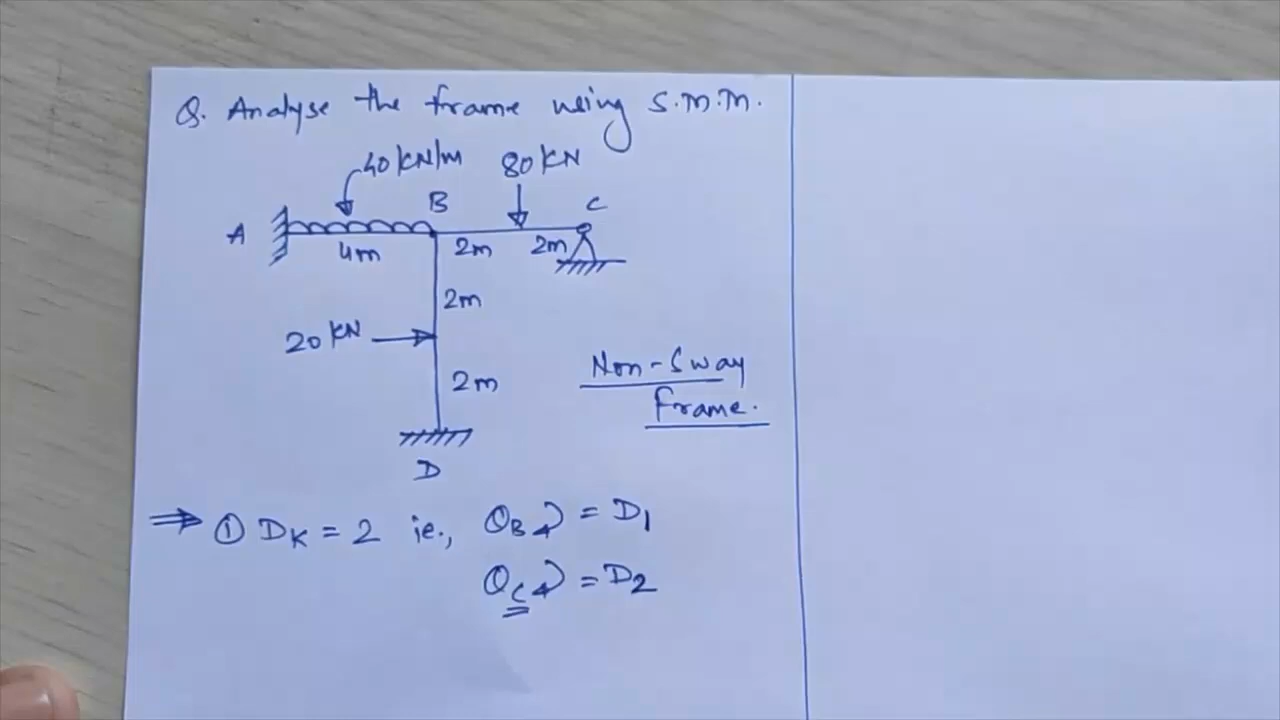 Q. Analyse the frame using S.M.M.
40 KN/m 80 KN
A B C
4m 2m 2m
2m
20 KN
2m
Non-Sway
frame.
D
⇒ ① DK = 2 ie., θB = D1
θC = D2